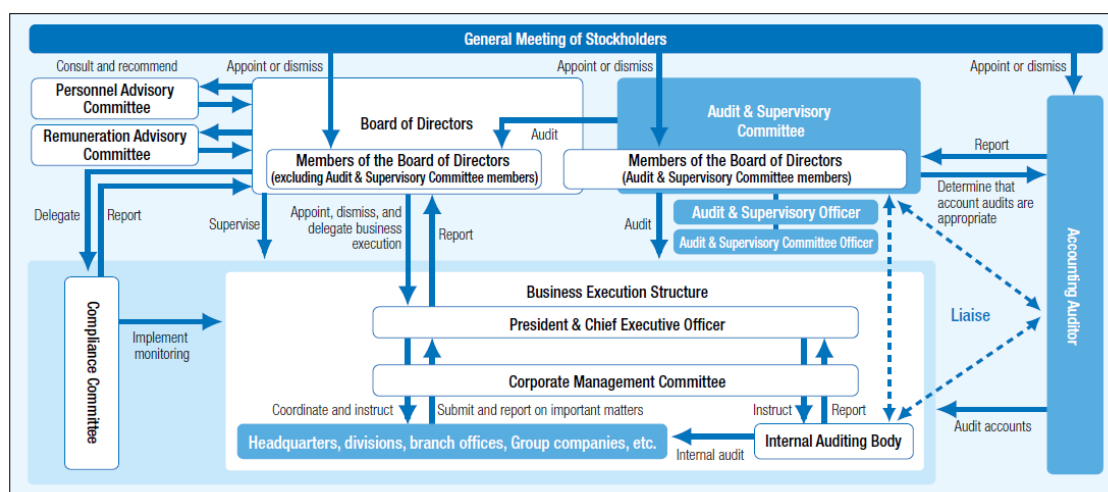 General Meeting of Stockholders
Consult and recommend
Appoint or dismiss
Appoint or dismiss
Appoint or dismiss
Personnel Advisory
Committee
Remuneration Advisory
Committee
Board of Directors
Audit & Supervisory
Committee
Audit
Members of the Board of Directors
(excluding Audit & Supervisory Committee members)
Members of the Board of Directors
(Audit & Supervisory Committee members)
Report
Determine that
account audits are
appropriate
Delegate
Report
Supervise
Appoint, dismiss, and
delegate business
execution
Report
Audit
Audit & Supervisory Officer
Audit & Supervisory Committee Officer
Accounting Auditor
Compliance Committee
Implement
monitoring
Business Execution Structure
President & Chief Executive Officer
Liaise
Corporate Management Committee
Coordinate and instruct
Submit and report on important matters
Instruct
Report
Headquarters, divisions, branch offices, Group companies, etc.
Internal audit
Internal Auditing Body
Audit accounts